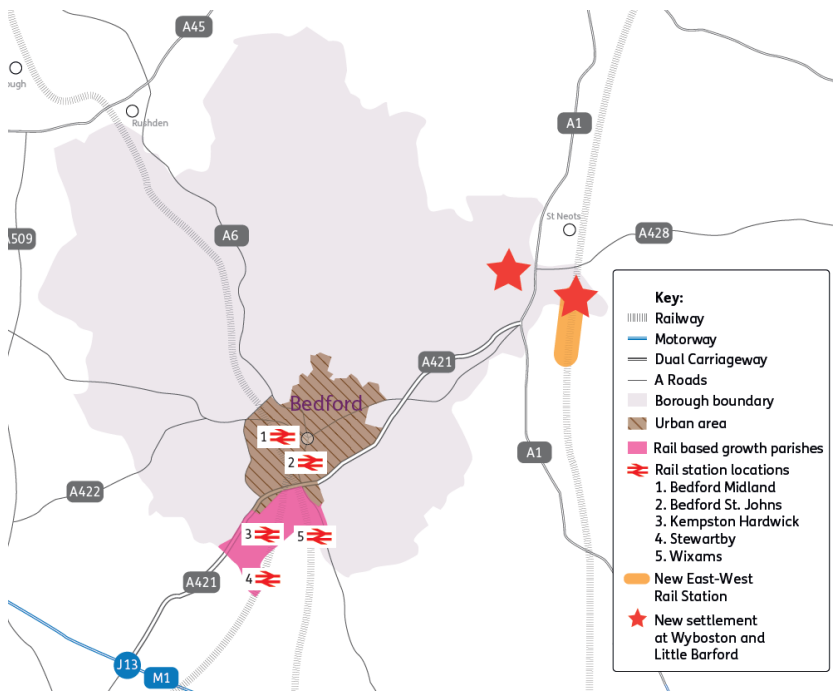 A45
ough
Rushden
A1
St Neots
A6
A509
A428
A421
Bedford
1
2
A1
A422
3
5
4
A421
J13
M1
Key:
Railway
Motorway
Dual Carriageway
A Roads
Borough boundary
Urban area
Rail based growth parishes
Rail station locations
1. Bedford Midland
2. Bedford St. Johns
3. Kempston Hardwick
4. Stewartby
5. Wixams
New East-West
Rail Station
New settlement
at Wyboston and
Little Barford